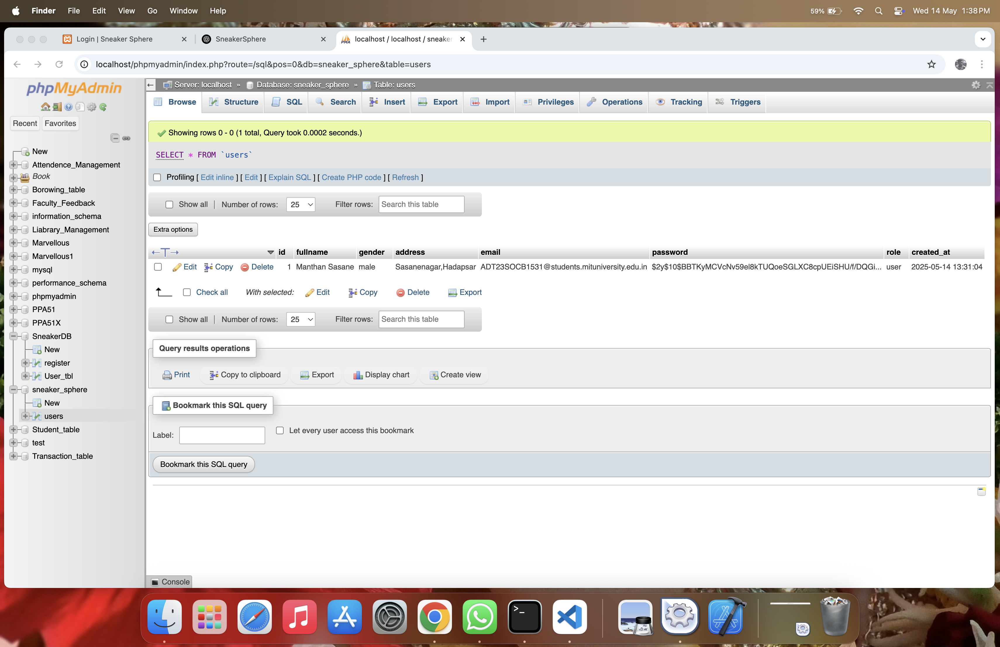 Finder File Edit View Go Window Help 59% Wed 14 May 1:38 PM
Login | Sneaker Sphere SneakerSphere PMA localhost / localhost / sneaker
localhost/phpmyadmin/index.php?route=/sql&pos=0&db=sneaker_sphere&table=users
phpMyAdmin
Recent Favorites
New
Attendence_Management
Book
Borowing_table
Faculty_Feedback
information_schema
Liabrary_Management
Marvellous
Marvellous1
mysql
performance_schema
phpmyadmin
PPA51
PPA51X
SneakerDB
New
register
User_tbl
sneaker_sphere
New
users
Student_table
test
Transaction_table
Server: localhost » Database: sneaker_sphere » Table: users
Browse Structure SQL Search Insert Export Import Privileges Operations Tracking Triggers
Showing rows 0 - 0 (1 total, Query took 0.0002 seconds.)
SELECT * FROM `users`
Profiling [ Edit inline ] [ Edit ] [ Explain SQL ] [ Create PHP code ] [ Refresh ]
Show all | Number of rows: 25 Filter rows: Search this table
Extra options
←T→ id fullname gender address email password role created_at
Edit Copy Delete 1 Manthan Sasane male Sasanenagar,Hadapsar ADT23SOCB1531@students.mituniversity.edu.in $2y$10$BBTKyMCVcNv59el8kTUQoeSGLXC8cpUEiSHU/f/DQGi... user 2025-05-14 13:31:04
Check all With selected: Edit Copy Delete Export
Show all | Number of rows: 25 Filter rows: Search this table
Query results operations
Print Copy to clipboard Export Display chart Create view
Bookmark this SQL query
Label: Let every user access this bookmark
Bookmark this SQL query
Console